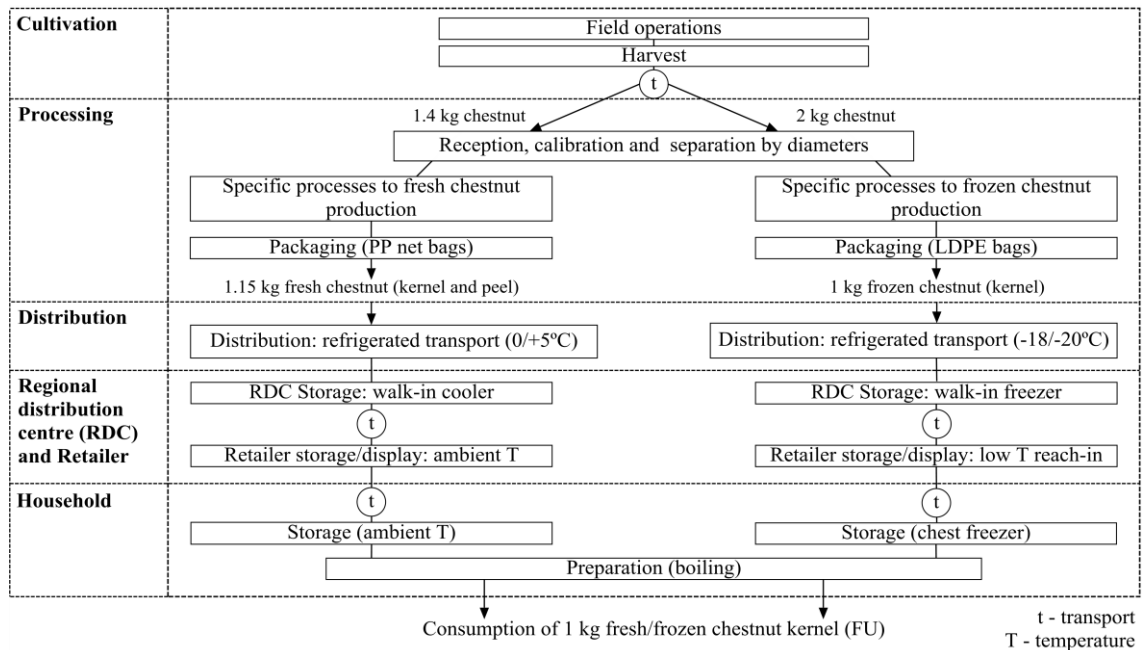 Cultivation
Field operations
Harvest
t
Processing
1.4 kg chestnut
2 kg chestnut
Reception, calibration and separation by diameters
Specific processes to fresh chestnut
production
Specific processes to frozen chestnut
production
Packaging (PP net bags)
Packaging (LDPE bags)
1.15 kg fresh chestnut (kernel and peel)
1 kg frozen chestnut (kernel)
Distribution
Distribution: refrigerated transport (0/+5ºC)
Distribution: refrigerated transport (-18/-20ºC)
Regional
distribution
centre (RDC)
and Retailer
RDC Storage: walk-in cooler
RDC Storage: walk-in freezer
t
t
Retailer storage/display: ambient T
Retailer storage/display: low T reach-in
Household
t
t
Storage (ambient T)
Storage (chest freezer)
Preparation (boiling)
Consumption of 1 kg fresh/frozen chestnut kernel (FU)
t - transport
T - temperature